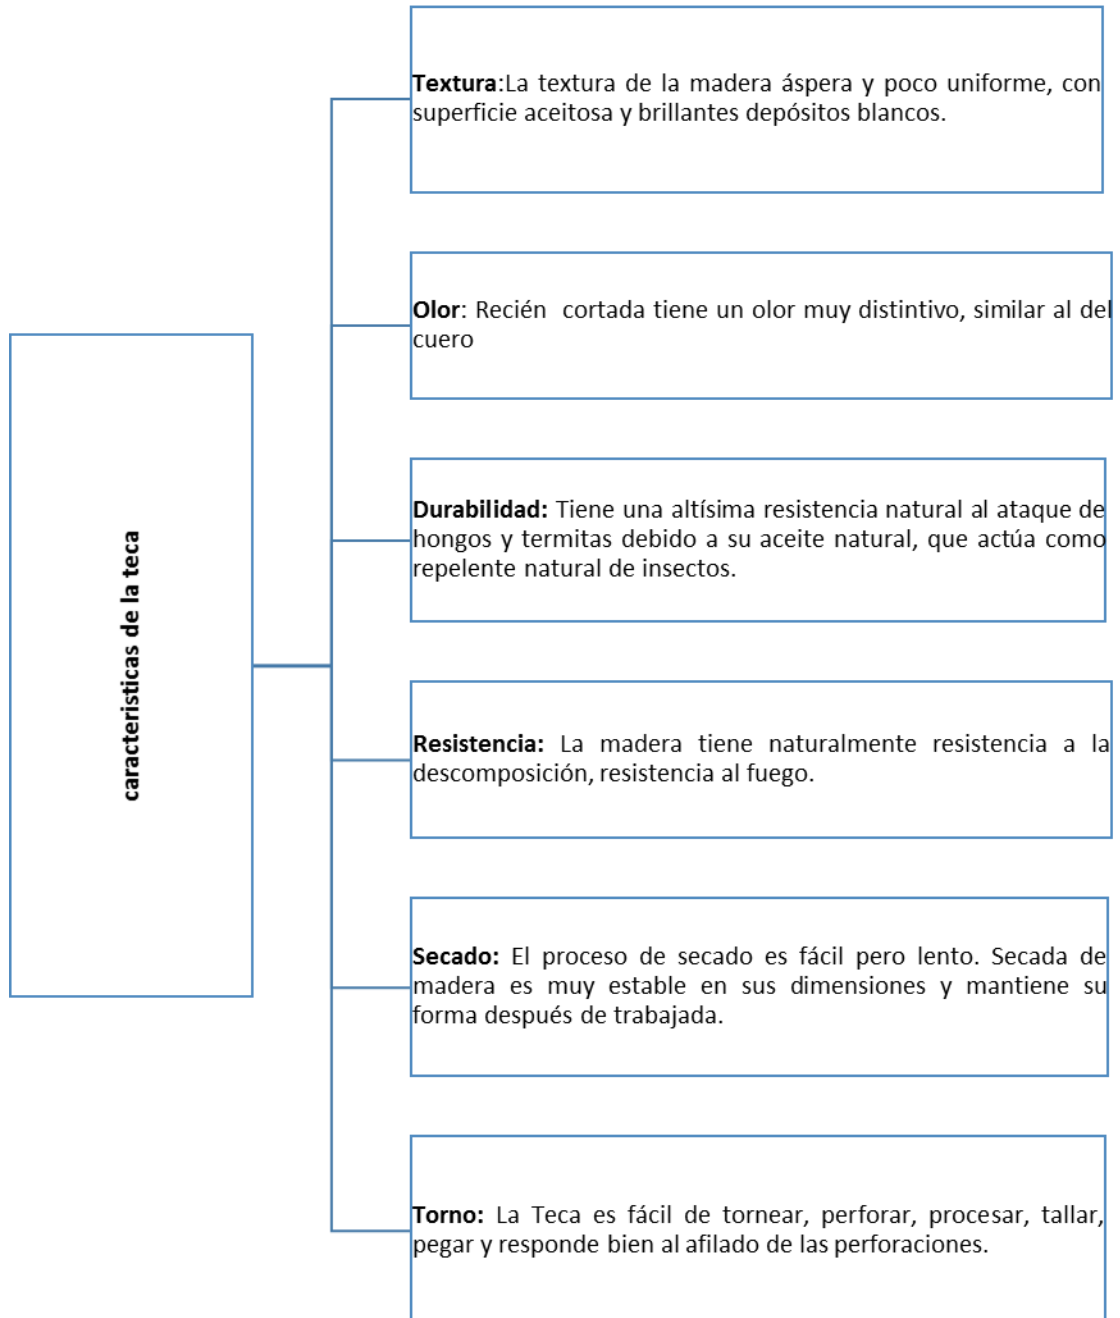 caracteristicas de la teca
Textura:La textura de la madera áspera y poco uniforme, con
superficie aceitosa y brillantes depósitos blancos.
Olor: Recién cortada tiene un olor muy distintivo, similar al del
cuero
Durabilidad: Tiene una altísima resistencia natural al ataque de
hongos y termitas debido a su aceite natural, que actúa como
repelente natural de insectos.
Resistencia: La madera tiene naturalmente resistencia a la
descomposición, resistencia al fuego.
Secado: El proceso de secado es fácil pero lento. Secada de
madera es muy estable en sus dimensiones y mantiene su
forma después de trabajada.
Torno: La Teca es fácil de tornear, perforar, procesar, tallar,
pegar y responde bien al afilado de las perforaciones.